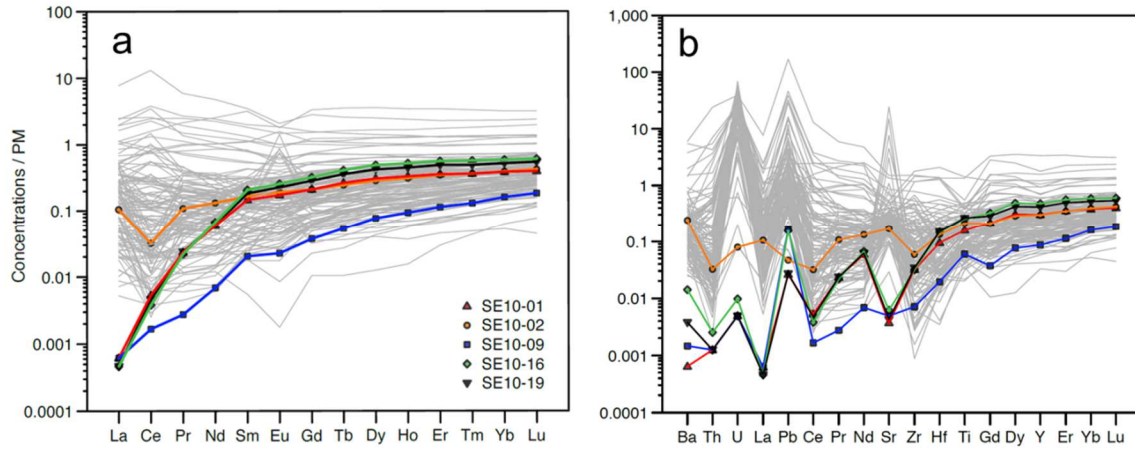 a
Concentrations / PM
100
10
1
0.1
0.01
0.001
0.0001
La Ce Pr Nd Sm Eu Gd Tb Dy Ho Er Tm Yb Lu
SE10-01
SE10-02
SE10-09
SE10-16
SE10-19
b
1,000
100
10
1
0.1
0.01
0.001
0.0001
Ba Th U La Pb Ce Pr Nd Sr Zr Hf Ti Gd Dy Y Er Yb Lu